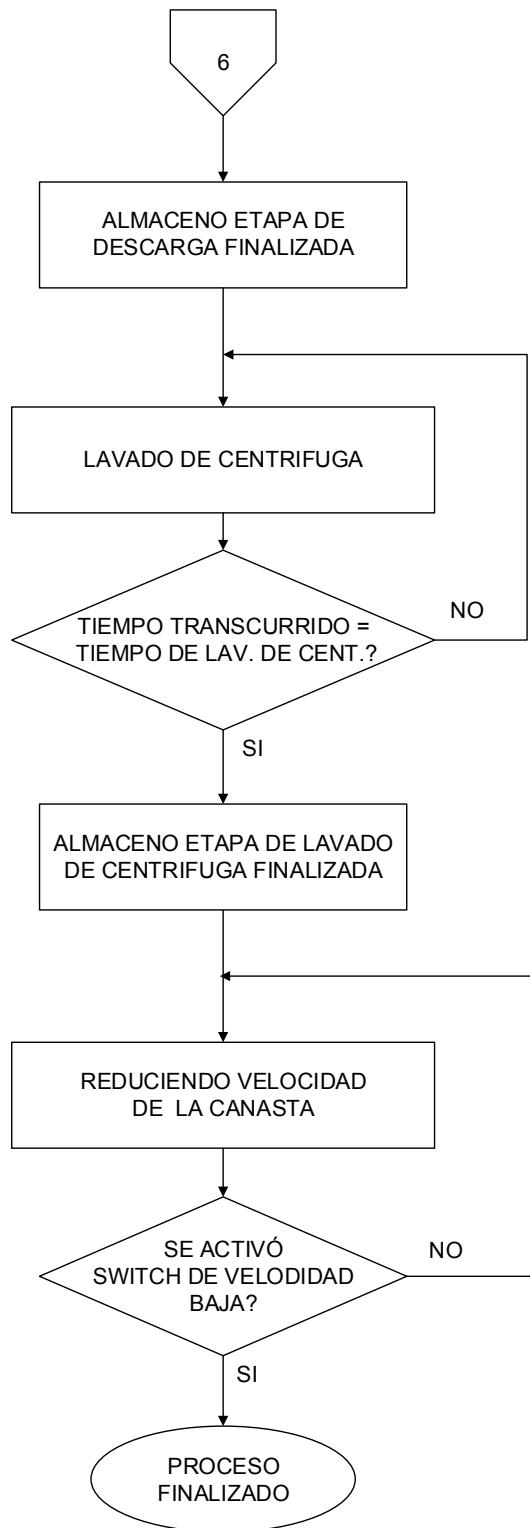 6
ALMACENO ETAPA DE
DESCARGA FINALIZADA
LAVADO DE CENTRIFUGA
TIEMPO TRANSCURRIDO =
TIEMPO DE LAV. DE CENT.?
NO
SI
ALMACENO ETAPA DE LAVADO
DE CENTRIFUGA FINALIZADA
REDUCIENDO VELOCIDAD
DE LA CANASTA
SE ACTIVÓ
SWITCH DE VELODIDAD
BAJA?
NO
SI
PROCESO
FINALIZADO